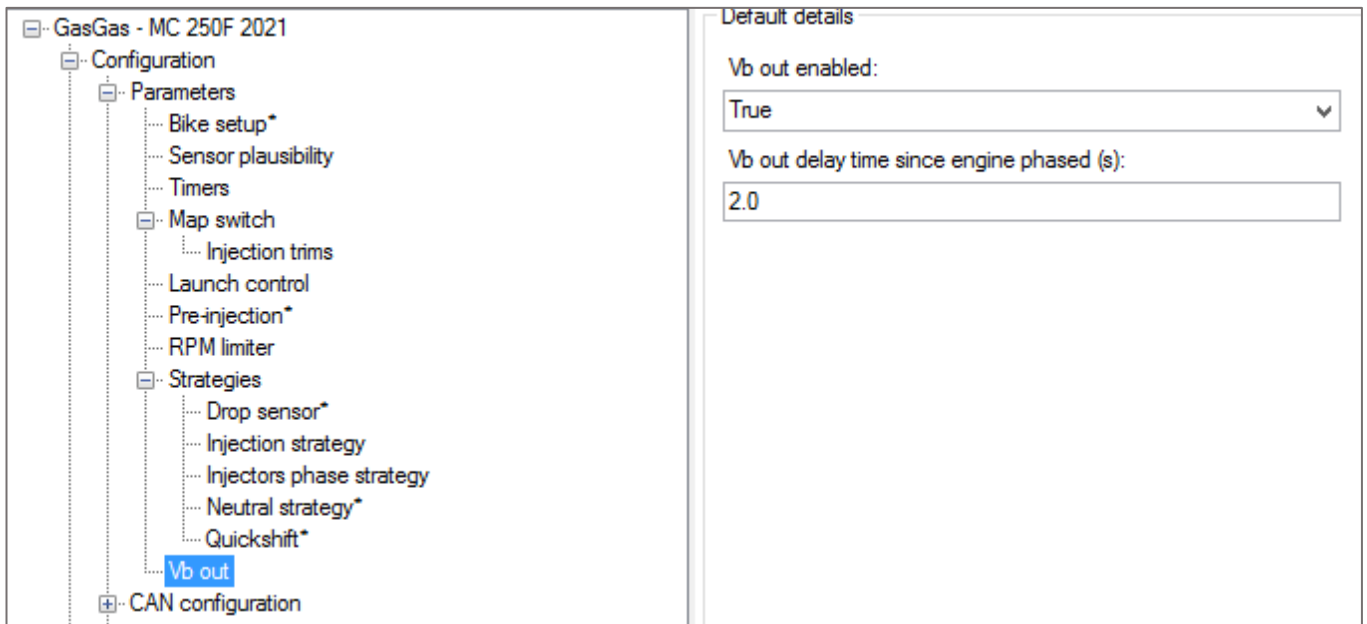 GasGas - MC 250F 2021
Configuration
Parameters
Bike setup*
Sensor plausibility
Timers
Map switch
Injection trims
Launch control
Pre-injection*
RPM limiter
Strategies
Drop sensor*
Injection strategy
Injectors phase strategy
Neutral strategy*
Quickshift*
Vb out
CAN configuration
Default details
Vb out enabled:
True
Vb out delay time since engine phased (s):
2.0